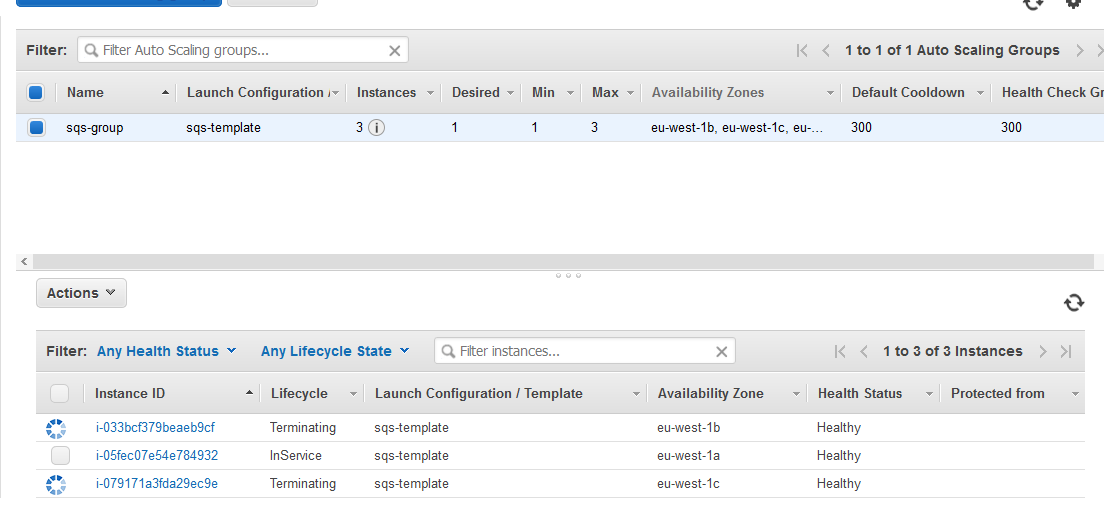 Filter: Filter Auto Scaling groups... 1 to 1 of 1 Auto Scaling Groups
Name Launch Configuration / Instances Desired Min Max Availability Zones Default Cooldown Health Check Gr
sqs-group sqs-template 3 1 1 3 eu-west-1b, eu-west-1c, eu-... 300 300
Actions
Filter: Any Health Status Any Lifecycle State Filter instances... 1 to 3 of 3 Instances
Instance ID Lifecycle Launch Configuration / Template Availability Zone Health Status Protected from
i-033bcf379beaeb9cf Terminating sqs-template eu-west-1b Healthy
i-05fec07e54e784932 InService sqs-template eu-west-1a Healthy
i-079171a3fda29ec9e Terminating sqs-template eu-west-1c Healthy